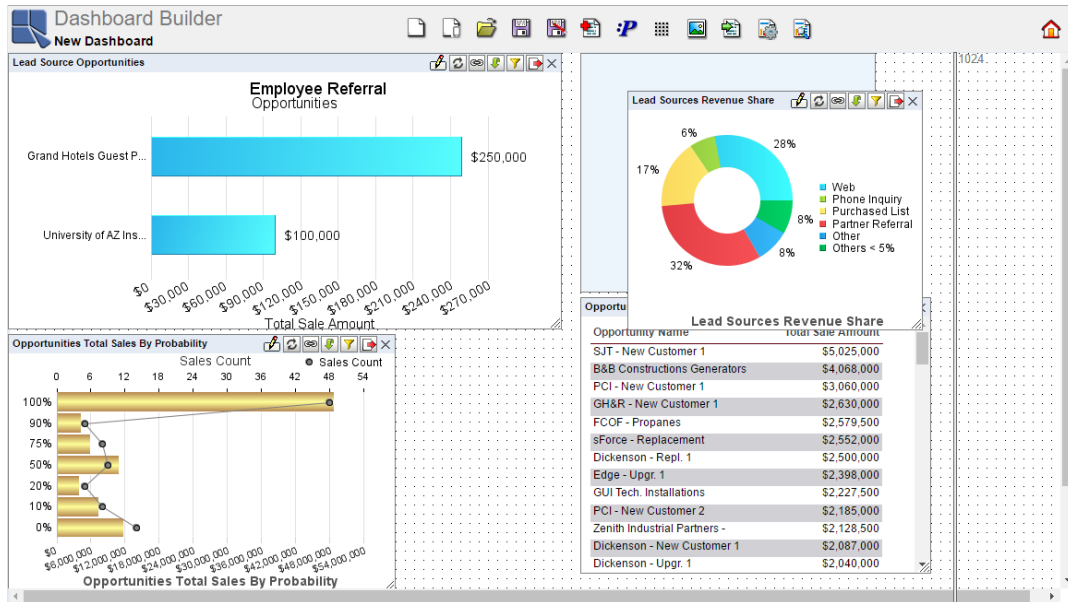 Dashboard Builder
New Dashboard
Lead Source Opportunities
Employee Referral
Opportunities
Grand Hotels Guest P...
$250,000
University of AZ Ins...
$100,000
$0
$30,000
$60,000
$90,000
$120,000
$150,000
$180,000
$210,000
$240,000
$270,000
Total Sale Amount
1024
Lead Sources Revenue Share
6%
28%
17%
8%
8%
32%
Web
Phone Inquiry
Purchased List
Partner Referral
Other
Others < 5%
Lead Sources Revenue Share
Opportunities Total Sales By Probability
Sales Count
Sales Count
0 6 12 18 24 30 36 42 48 54
100%
90%
75%
50%
20%
10%
0%
$0
$6,000,000
$12,000,000
$18,000,000
$24,000,000
$30,000,000
$36,000,000
$42,000,000
$48,000,000
$54,000,000
Opportunities Total Sales By Probability
Opportu
Opportunity Name Total Sale Amount
SJT - New Customer 1 $5,025,000
B&B Constructions Generators $4,068,000
PCI - New Customer 1 $3,060,000
GH&R - New Customer 1 $2,630,000
FCOF - Propanes $2,579,500
sForce - Replacement $2,552,000
Dickenson - Repl. 1 $2,500,000
Edge - Upgr. 1 $2,398,000
GUI Tech. Installations $2,227,500
PCI - New Customer 2 $2,185,000
Zenith Industrial Partners - $2,128,500
Dickenson - New Customer 1 $2,087,000
Dickenson - Upgr. 1 $2,040,000